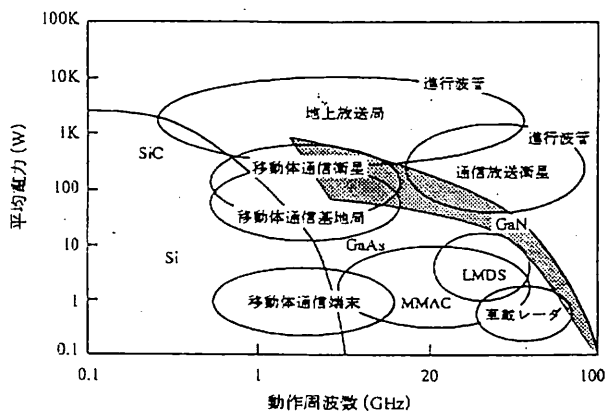 100K
10K
1K
100
10
1
0.1
平均電力 (W)
進行波管
地上放送局
進行波管
SiC
移動体通信衛星
通信放送衛星
移動体通信基地局
GaN
GaAs
Si
LMDS
移動体通信端末
MMAC
車載レーダ
0.1
1
20
100
動作周波数 (GHz)